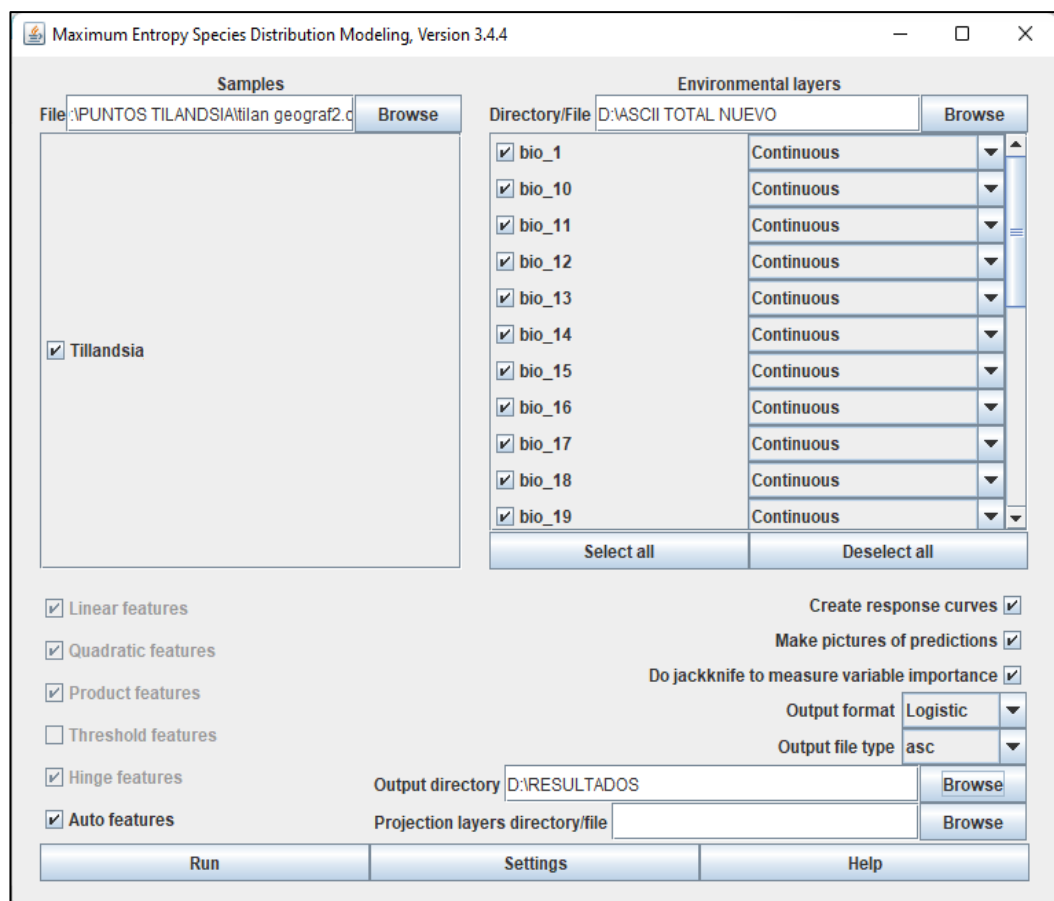 Maximum Entropy Species Distribution Modeling, Version 3.4.4
Samples
File :\PUNTOS TILANDSIA\tilan geograf2.c Browse
Tillandsia
Environmental layers
Directory/File D:\ASCII TOTAL NUEVO Browse
bio_1 Continuous
bio_10 Continuous
bio_11 Continuous
bio_12 Continuous
bio_13 Continuous
bio_14 Continuous
bio_15 Continuous
bio_16 Continuous
bio_17 Continuous
bio_18 Continuous
bio_19 Continuous
Select all Deselect all
Linear features
Quadratic features
Product features
Threshold features
Hinge features
Auto features
Create response curves
Make pictures of predictions
Do jackknife to measure variable importance
Output format Logistic
Output file type asc
Output directory D:\RESULTADOS Browse
Projection layers directory/file Browse
Run Settings Help